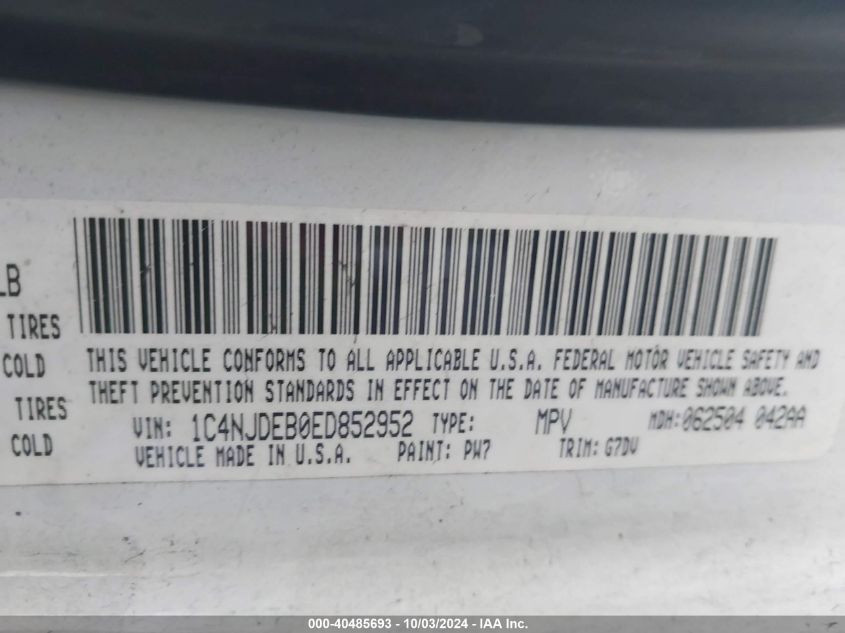 LB
TIRES
COLD
TIRES
COLD
THIS VEHICLE CONFORMS TO ALL APPLICABLE U.S.A. FEDERAL MOTOR VEHICLE SAFETY AND
THEFT PREVENTION STANDARDS IN EFFECT ON THE DATE OF MANUFACTURE SHOWN ABOVE.
VIN: 1C4NJDEB0ED852952 TYPE: MPV MDH:062504 042AA
VEHICLE MADE IN U.S.A. PAINT: PW7 TRIM: G7DV
000-40485693 - 10/03/2024 - IAA Inc.